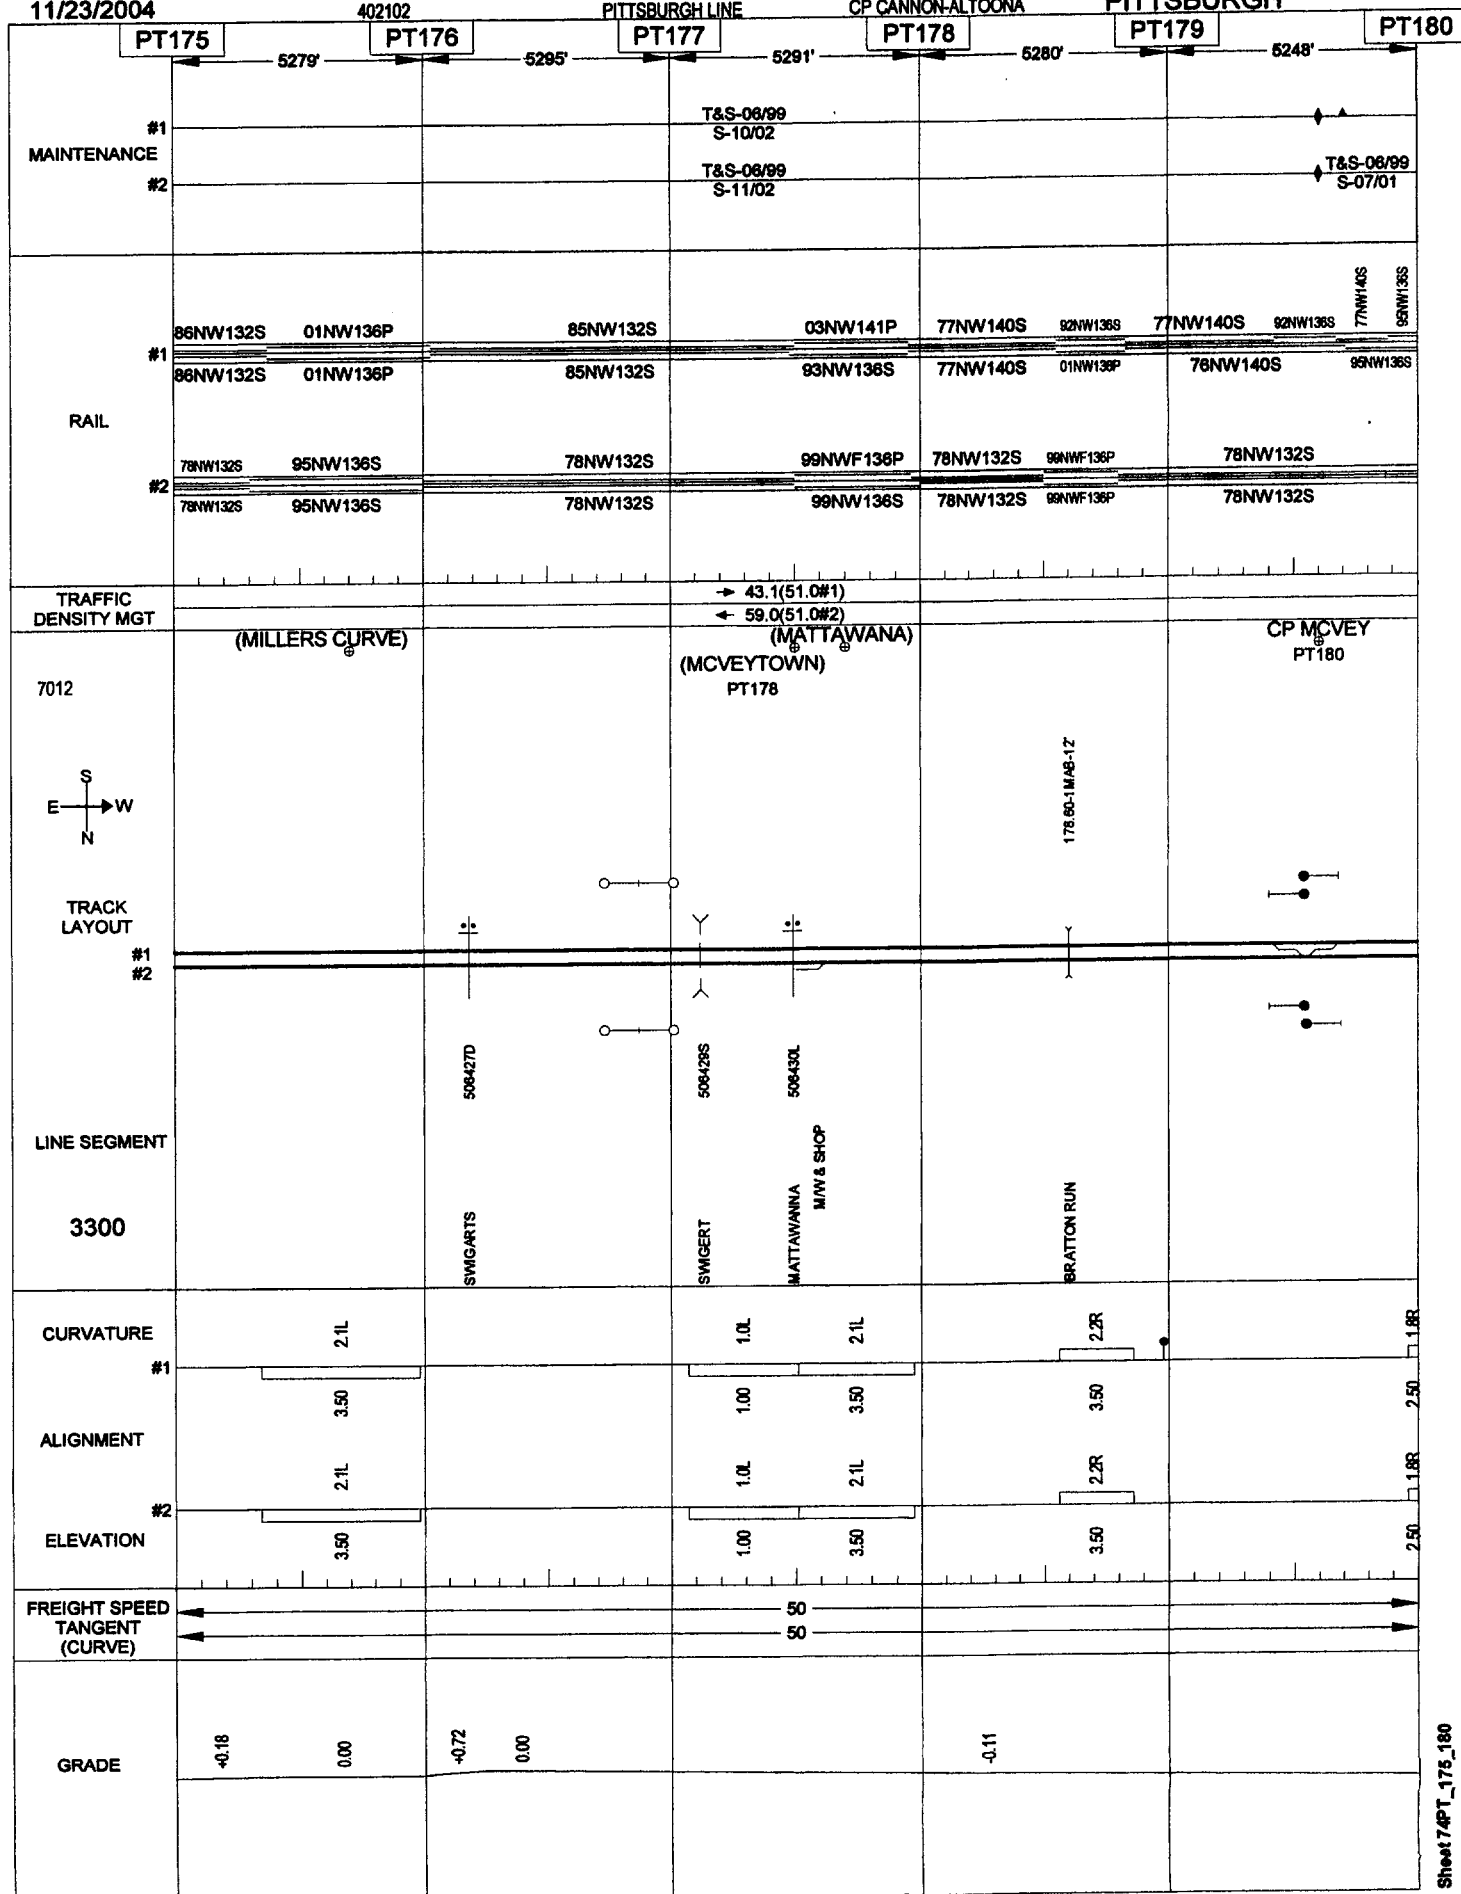 11/23/2004 402102 PITTSBURGH LINE CP CANNON-ALTOONA PITTSBURGH
PT175 PT176 PT177 PT178 PT179 PT180
5279' 5295' 5291' 5280' 5248'
MAINTENANCE
#1
T&S-06/99
S-10/02
#2
T&S-06/99
S-11/02
T&S-06/99
S-07/01
RAIL
86NW132S 01NW136P 85NW132S 03NW141P 77NW140S 92NW136S 77NW140S 92NW136S 77NW140S 95NW136S
#1
86NW132S 01NW136P 85NW132S 93NW136S 77NW140S 01NW136P 76NW140S 95NW136S
78NW132S 95NW136S 78NW132S 99NWF136P 78NW132S 99NWF136P 78NW132S
#2
78NW132S 95NW136S 78NW132S 99NW136S 78NW132S 99NWF136P 78NW132S
TRAFFIC
DENSITY MGT
43.1(51.0#1)
59.0(51.0#2)
(MILLERS CURVE) (MATTAWANA) CP MCVEY
(MCVEYTOWN) PT180
PT178
7012
S
E W
N
178.60-1MAB-12'
TRACK
LAYOUT
#1
#2
506427D 506429S 506430L
LINE SEGMENT
3300
SWIGARTS SWIGERT MATTAWANNA M/W & SHOP BRATTON RUN
CURVATURE
2.1L 1.0L 2.1L 2.2R 1.8R
#1
3.50 1.00 3.50 3.50 2.50
ALIGNMENT
2.1L 1.0L 2.1L 2.2R 1.8R
#2
ELEVATION
3.50 1.00 3.50 3.50 2.50
FREIGHT SPEED
TANGENT
(CURVE)
50
50
GRADE
+0.18 0.00 +0.72 0.00 -0.11
Sheet 74PT_175_180